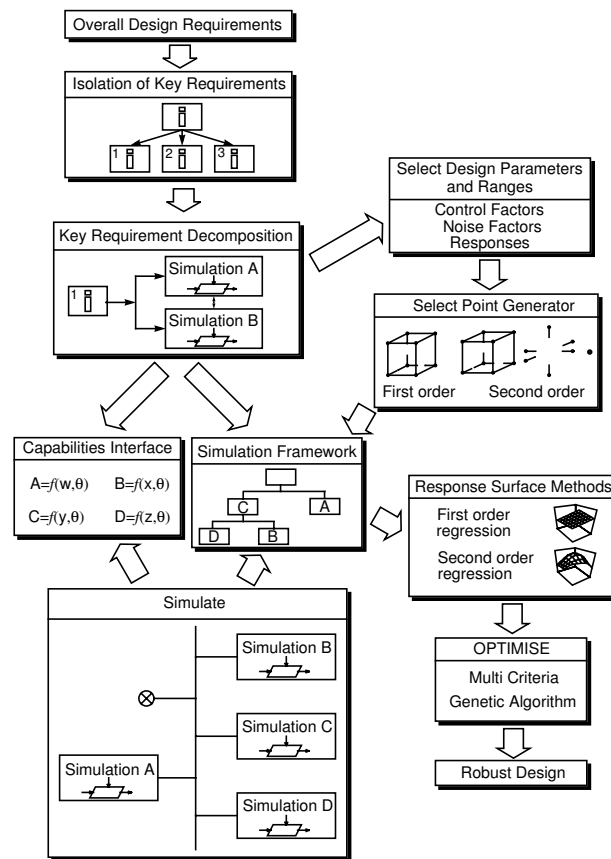 Overall Design Requirements
Isolation of Key Requirements
1
2
3
Key Requirement Decomposition
1
Simulation A
Simulation B
Select Design Parameters
and Ranges
Control Factors
Noise Factors
Responses
Select Point Generator
First order
Second order
Capabilities Interface
A=f(w,θ) B=f(x,θ)
C=f(y,θ) D=f(z,θ)
Simulation Framework
C
A
D
B
Response Surface Methods
First order
regression
Second order
regression
Simulate
Simulation B
Simulation C
Simulation A
Simulation D
OPTIMISE
Multi Criteria
Genetic Algorithm
Robust Design